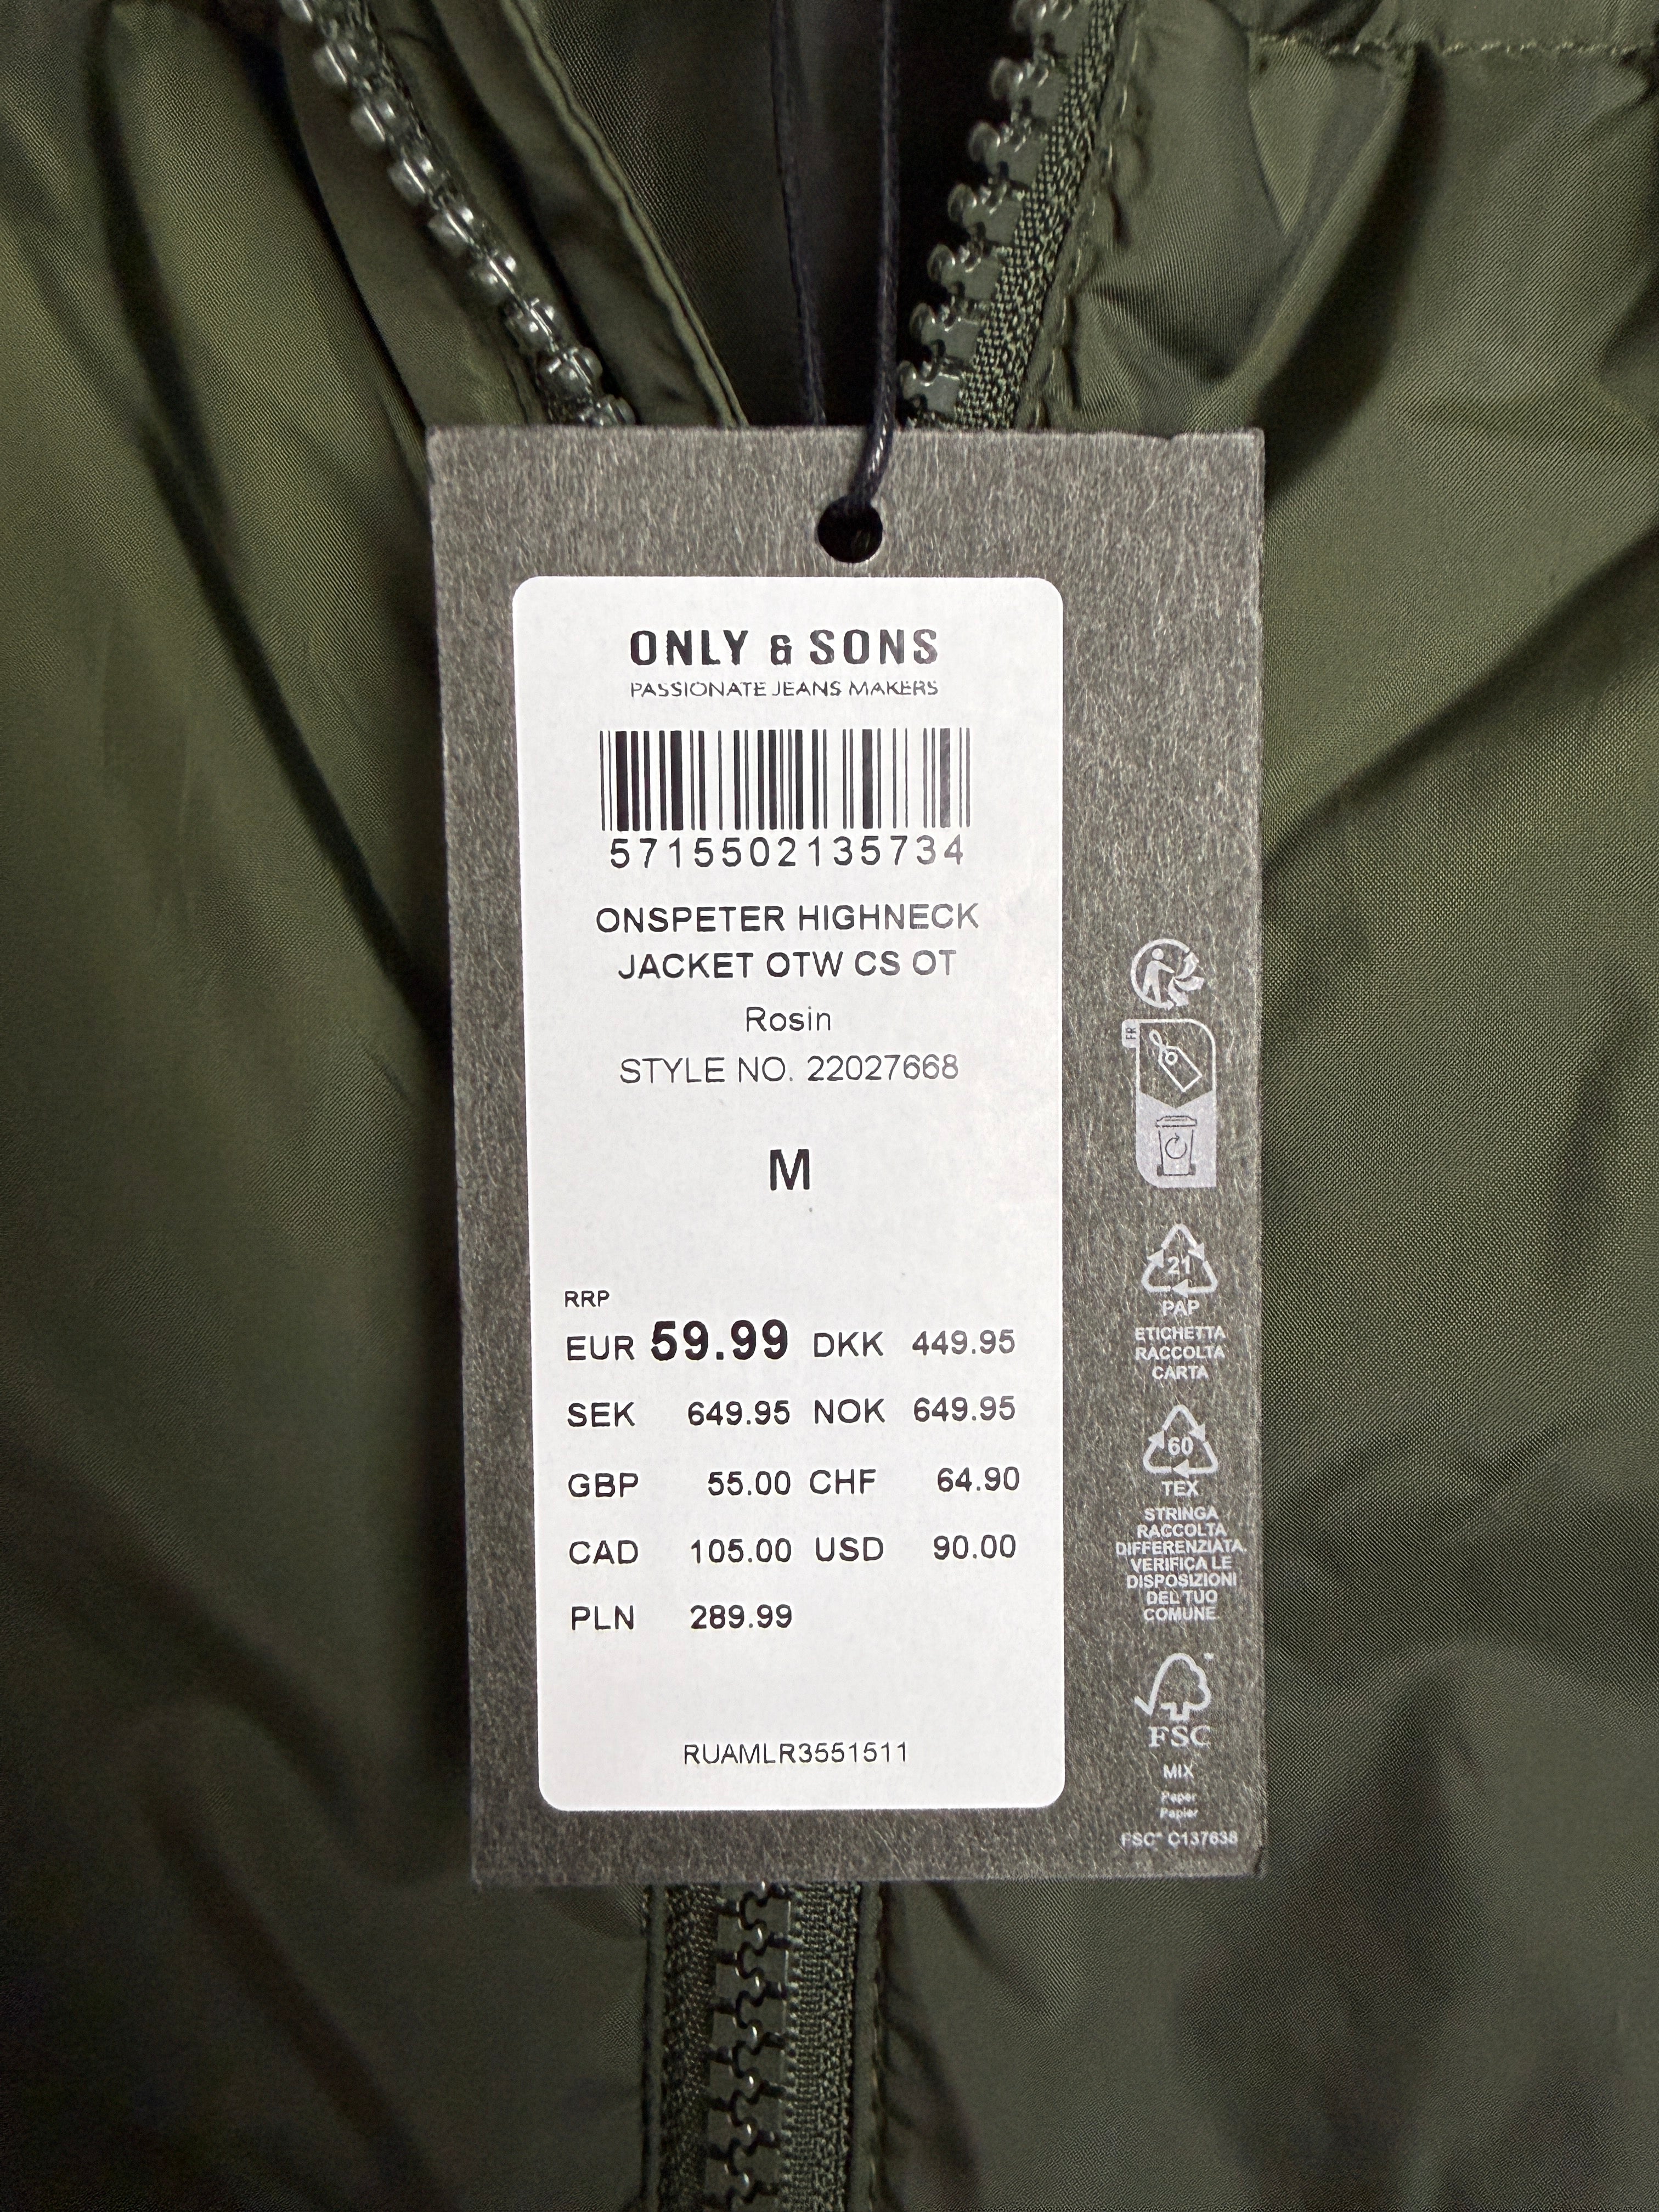 ONLY & SONS
PASSIONATE JEANS MAKERS
5715502135734
ONSPETER HIGHNECK
JACKET OTW CS OT
Rosin
STYLE NO. 22027668
M
RRP
EUR 59.99 DKK 449.95
SEK 649.95 NOK 649.95
GBP 55.00 CHF 64.90
CAD 105.00 USD 90.00
PLN 289.99
RUAMLR3551511
FR
21
PAP
ETICHETTA
RACCOLTA
CARTA
60
TEX
STRINGA
RACCOLTA
DIFFERENZIATA.
VERIFICA LE
DISPOSIZIONI
DEL TUO
COMUNE.
FSC
MIX
Paper
Papier
FSC® C137638